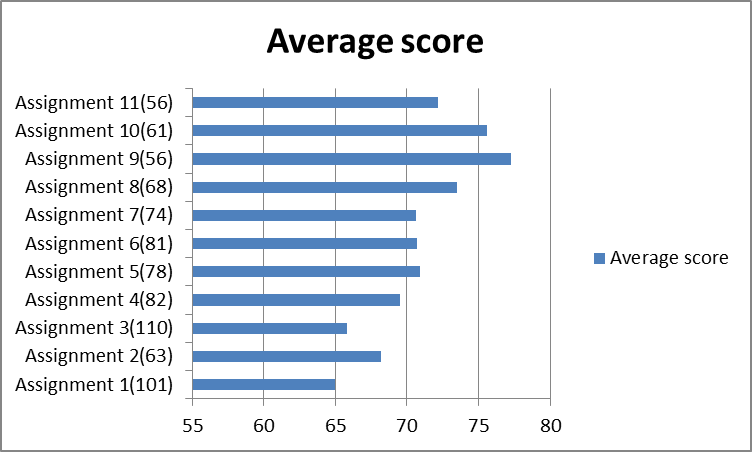 Average score
Assignment 11(56)
Assignment 10(61)
Assignment 9(56)
Assignment 8(68)
Assignment 7(74)
Assignment 6(81)
Assignment 5(78)
Assignment 4(82)
Assignment 3(110)
Assignment 2(63)
Assignment 1(101)
55 60 65 70 75 80
Average score